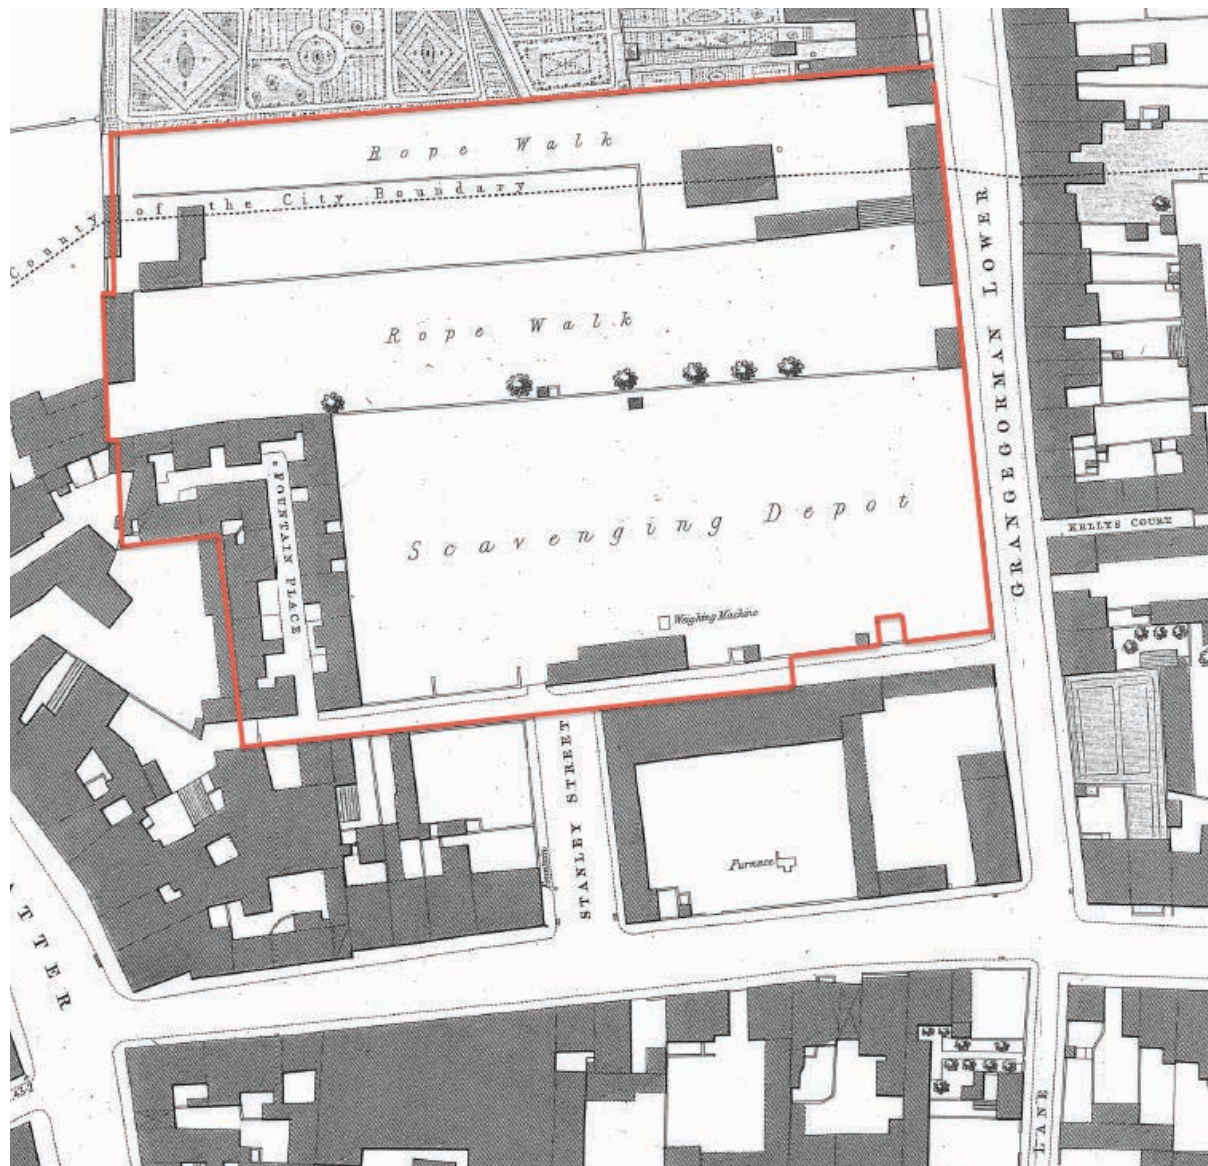 Rope Walk
County of the City Boundary
Rope Walk
GRANGEGORMAN LOWER
Scavenging Depot
FOUNTAIN PLACE
KELLYS COURT
Weighing Machine
STANLEY STREET
Furnace
TTER
LANE